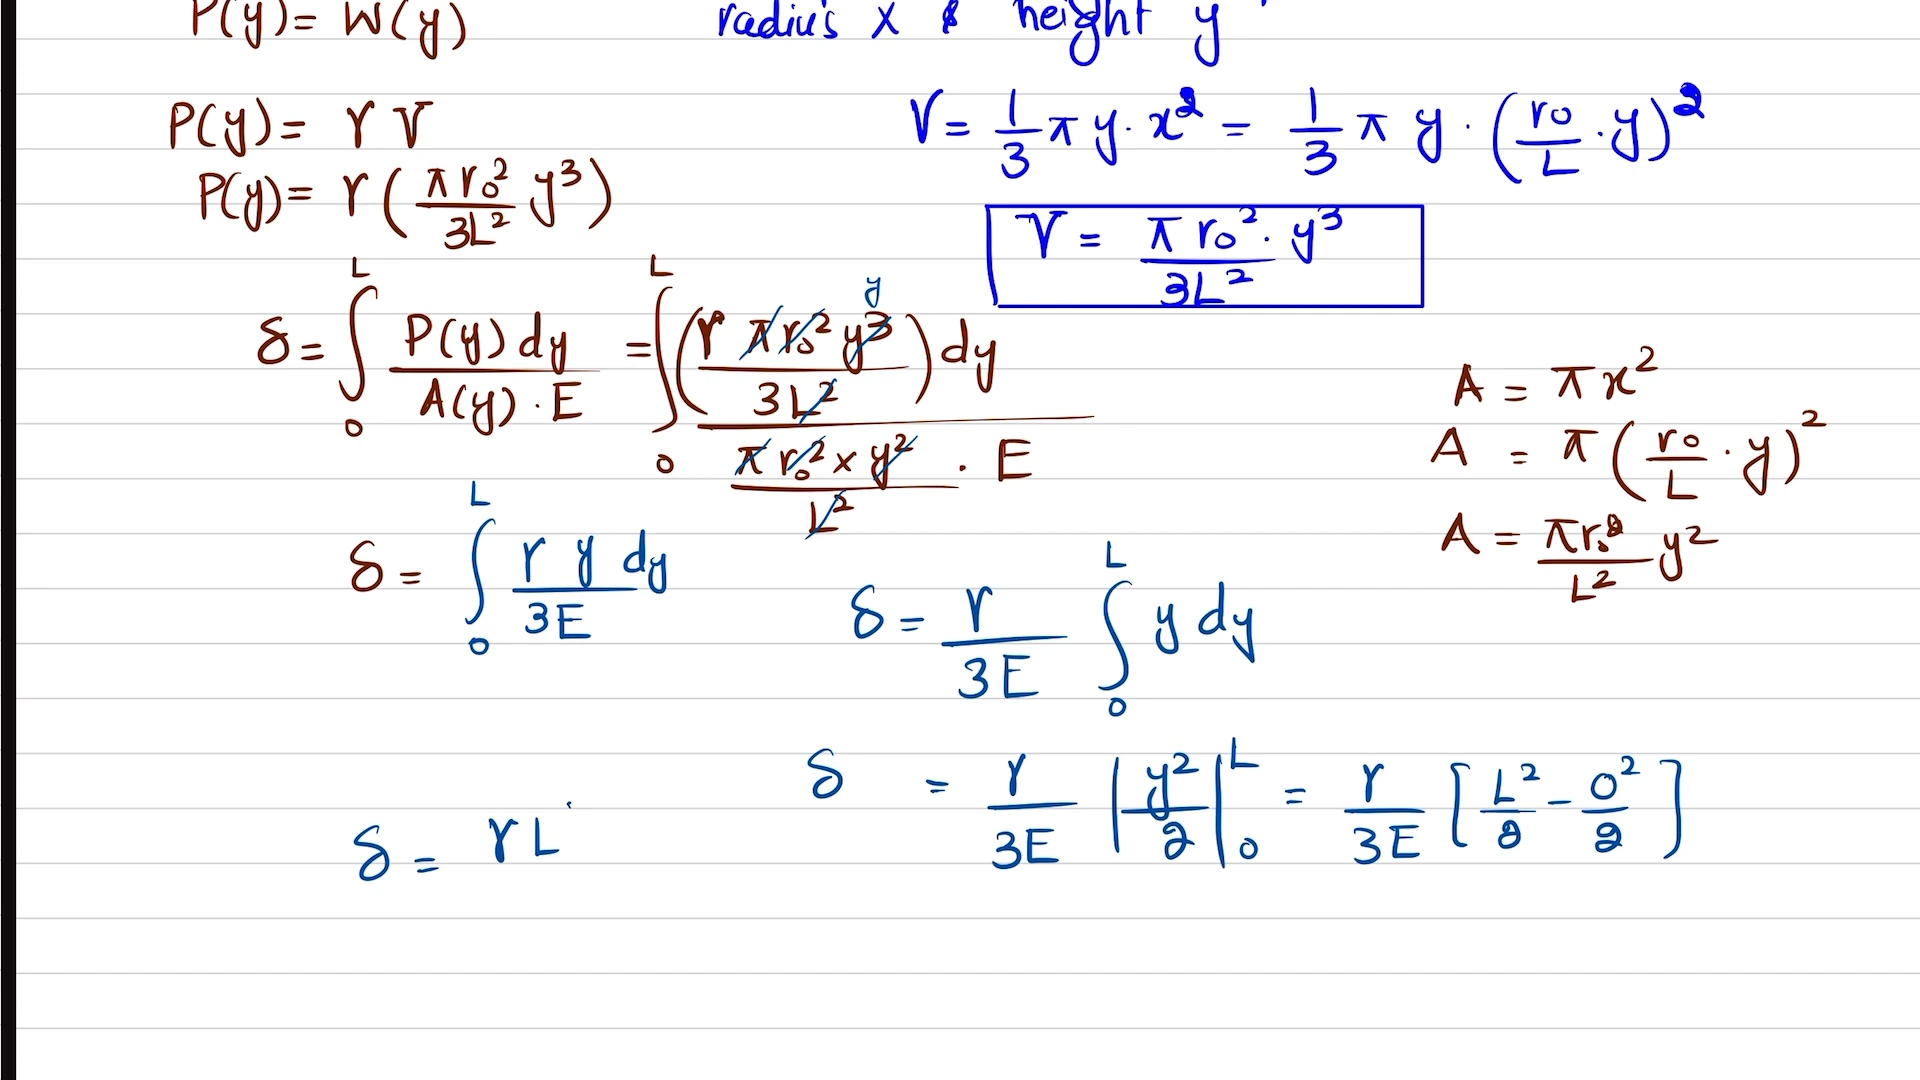 P(y) = W(y)
radius x & height y
P(y) = γ V
V = 1/3 π y · x² = 1/3 π y · (r₀/L · y)²
P(y) = γ (π r₀²/3L² y³)
V = π r₀² · y³ / 3L²
δ = ∫₀ᴸ P(y) dy / A(y) · E = ∫₀ᴸ (γ π r₀² y³ / 3L²) dy / (π r₀² × y² / L² · E)
y
A = π x²
A = π (r₀/L · y)²
A = π r₀²/L² y²
δ = ∫₀ᴸ γ y dy / 3E
δ = γ/3E ∫₀ᴸ y dy
δ = γ/3E |y²/2|₀ᴸ = γ/3E [L²/2 - 0²/2]
δ = γ L